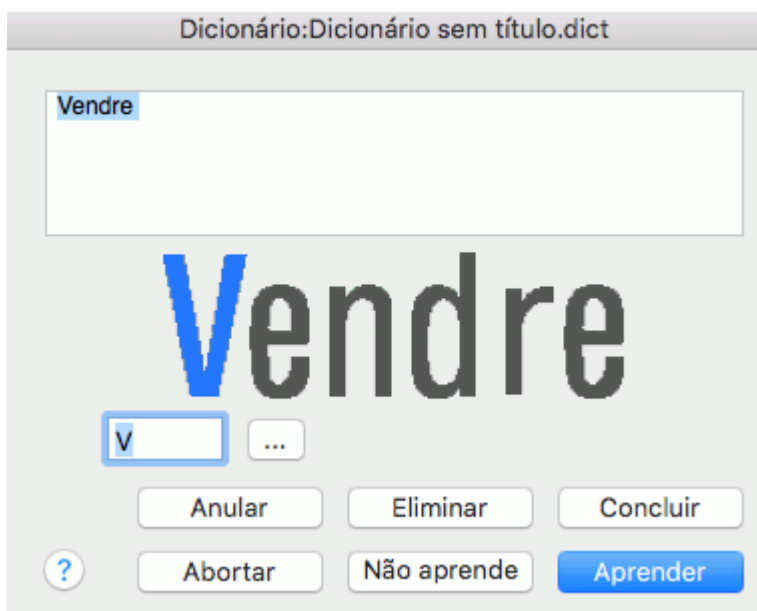 Dicionário:Dicionário sem título.dict
Vendre
Vendre
V ...
Anular Eliminar Concluir
? Abortar Não aprende Aprender